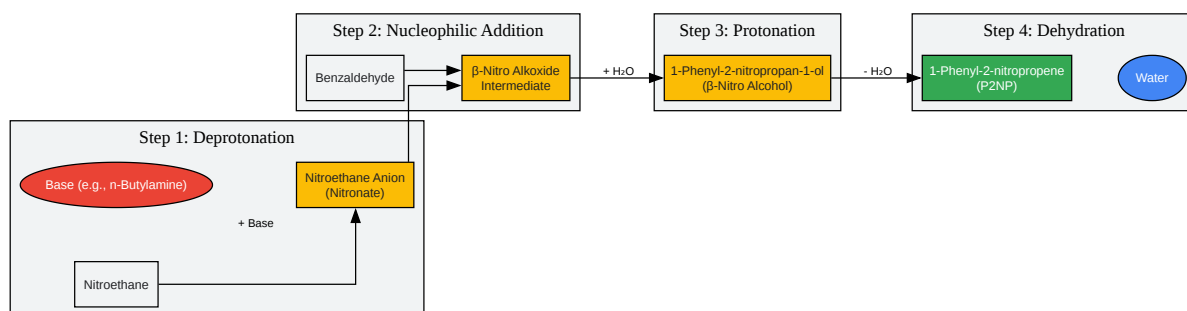 Step 2: Nucleophilic Addition
Benzaldehyde
β-Nitro Alkoxide
Intermediate
+ H₂O
Step 3: Protonation
1-Phenyl-2-nitropropan-1-ol
(β-Nitro Alcohol)
- H₂O
Step 4: Dehydration
1-Phenyl-2-nitropropene
(P2NP)
Water
Step 1: Deprotonation
Base (e.g., n-Butylamine)
Nitroethane Anion
(Nitronate)
+ Base
Nitroethane